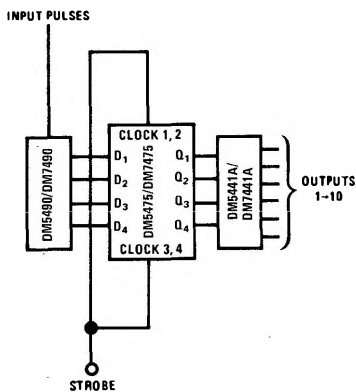 INPUT PULSES
DM5490/DM7490
D1
D2
D3
D4
CLOCK 1, 2
DM5475/DM7475
CLOCK 3, 4
Q1
Q2
Q3
Q4
DM5441A/
DM7441A
OUTPUTS
1→10
STROBE